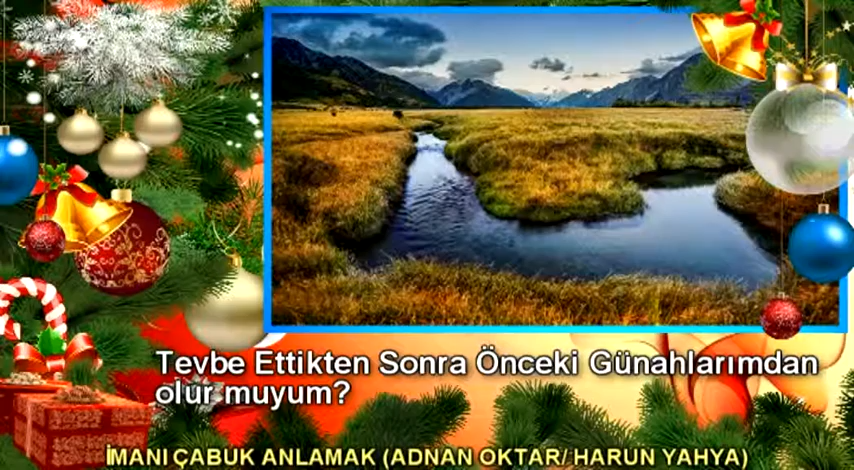 Tevbe Ettikten Sonra Önceki Günahlarımdan
olur muyum?
İMANI ÇABUK ANLAMAK (ADNAN OKTAR/ HARUN YAHYA)